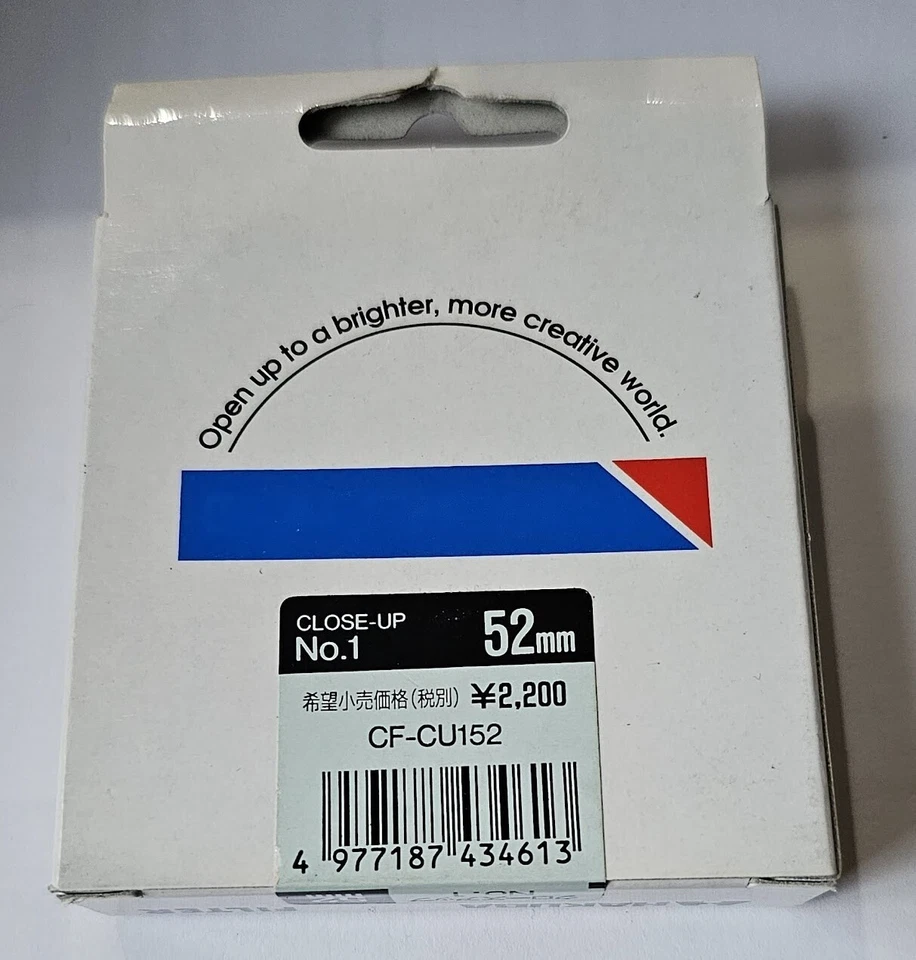 Open up to a brighter, more creative world.
CLOSE-UP
No.1
52mm
希望小売価格(税別) ¥2,200
CF-CU152
4 977187 434613